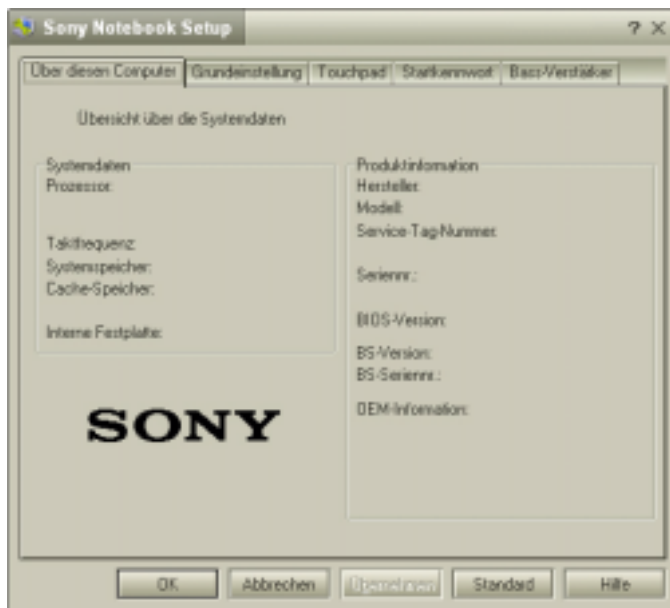 Sony Notebook Setup
Über diesen Computer
Grundeinstellung
Touchpad
Startkennwort
Bass-Verstärker
Übersicht über die Systemdaten
Systemdaten
Prozessor:
Taktfrequenz:
Systemspeicher:
Cache-Speicher:
Interne Festplatte:
Produktinformation
Hersteller:
Modell:
Service-Tag-Nummer:
Seriennr.:
BIOS-Version:
BS-Version:
BS-Seriennr.:
OEM-Information:
SONY
OK
Abbrechen
Übernehmen
Standard
Hilfe